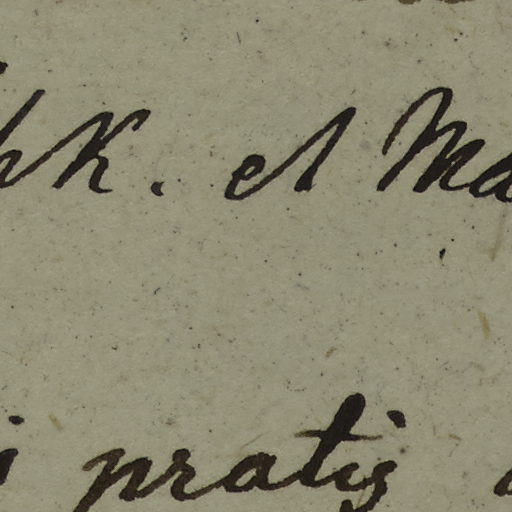 hK. et Ma
i pratis